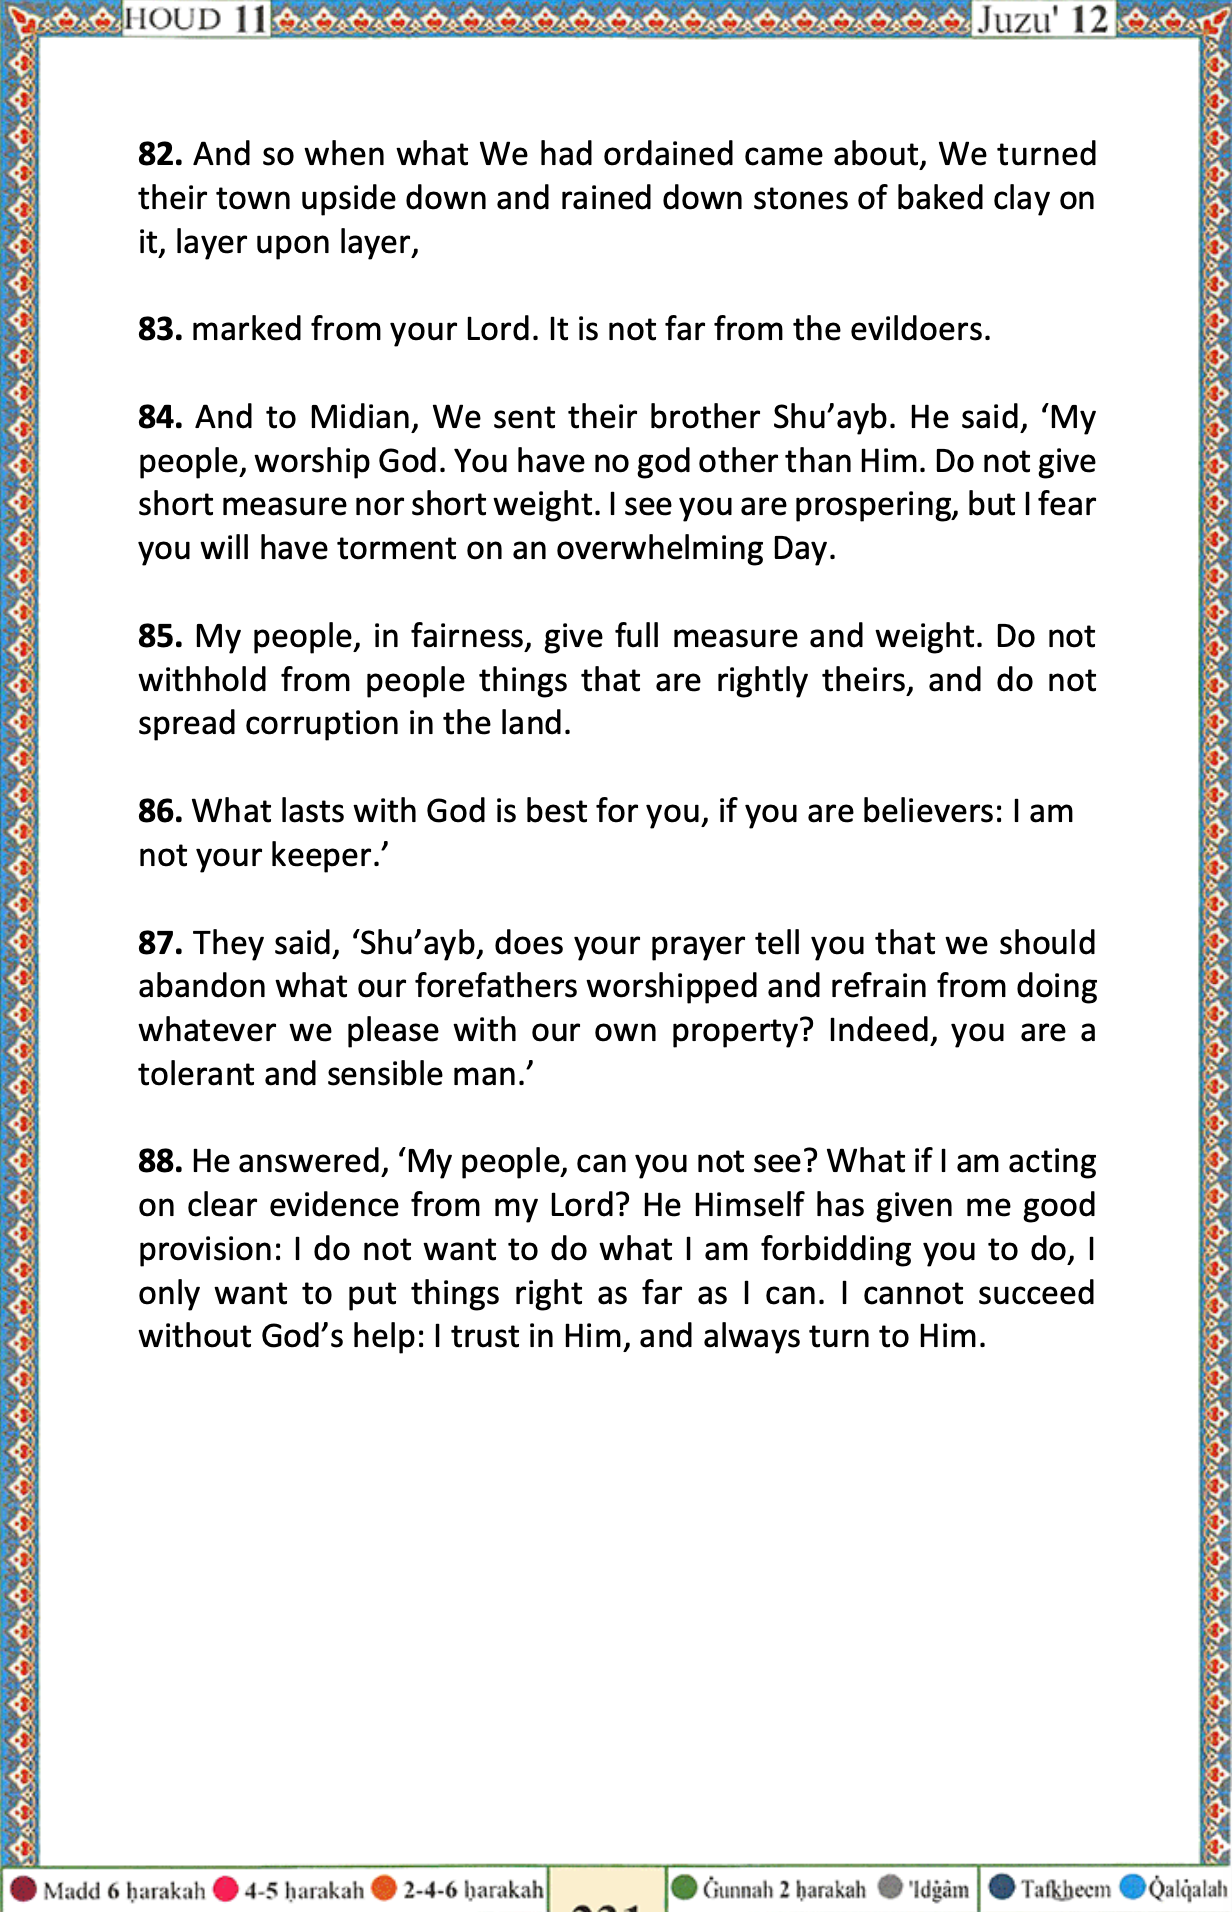 HOUD 11 Juzu' 12
82. And so when what We had ordained came about, We turned
their town upside down and rained down stones of baked clay on
it, layer upon layer,
83. marked from your Lord. It is not far from the evildoers.
84. And to Midian, We sent their brother Shu’ayb. He said, ‘My
people, worship God. You have no god other than Him. Do not give
short measure nor short weight. I see you are prospering, but I fear
you will have torment on an overwhelming Day.
85. My people, in fairness, give full measure and weight. Do not
withhold from people things that are rightly theirs, and do not
spread corruption in the land.
86. What lasts with God is best for you, if you are believers: I am
not your keeper.’
87. They said, ‘Shu’ayb, does your prayer tell you that we should
abandon what our forefathers worshipped and refrain from doing
whatever we please with our own property? Indeed, you are a
tolerant and sensible man.’
88. He answered, ‘My people, can you not see? What if I am acting
on clear evidence from my Lord? He Himself has given me good
provision: I do not want to do what I am forbidding you to do, I
only want to put things right as far as I can. I cannot succeed
without God’s help: I trust in Him, and always turn to Him.
Madd 6 ḥarakah 4-5 ḥarakah 2-4-6 ḥarakah Ġunnah 2 ḥarakah 'Idġâm Tafkheem Q̇alq̇alah